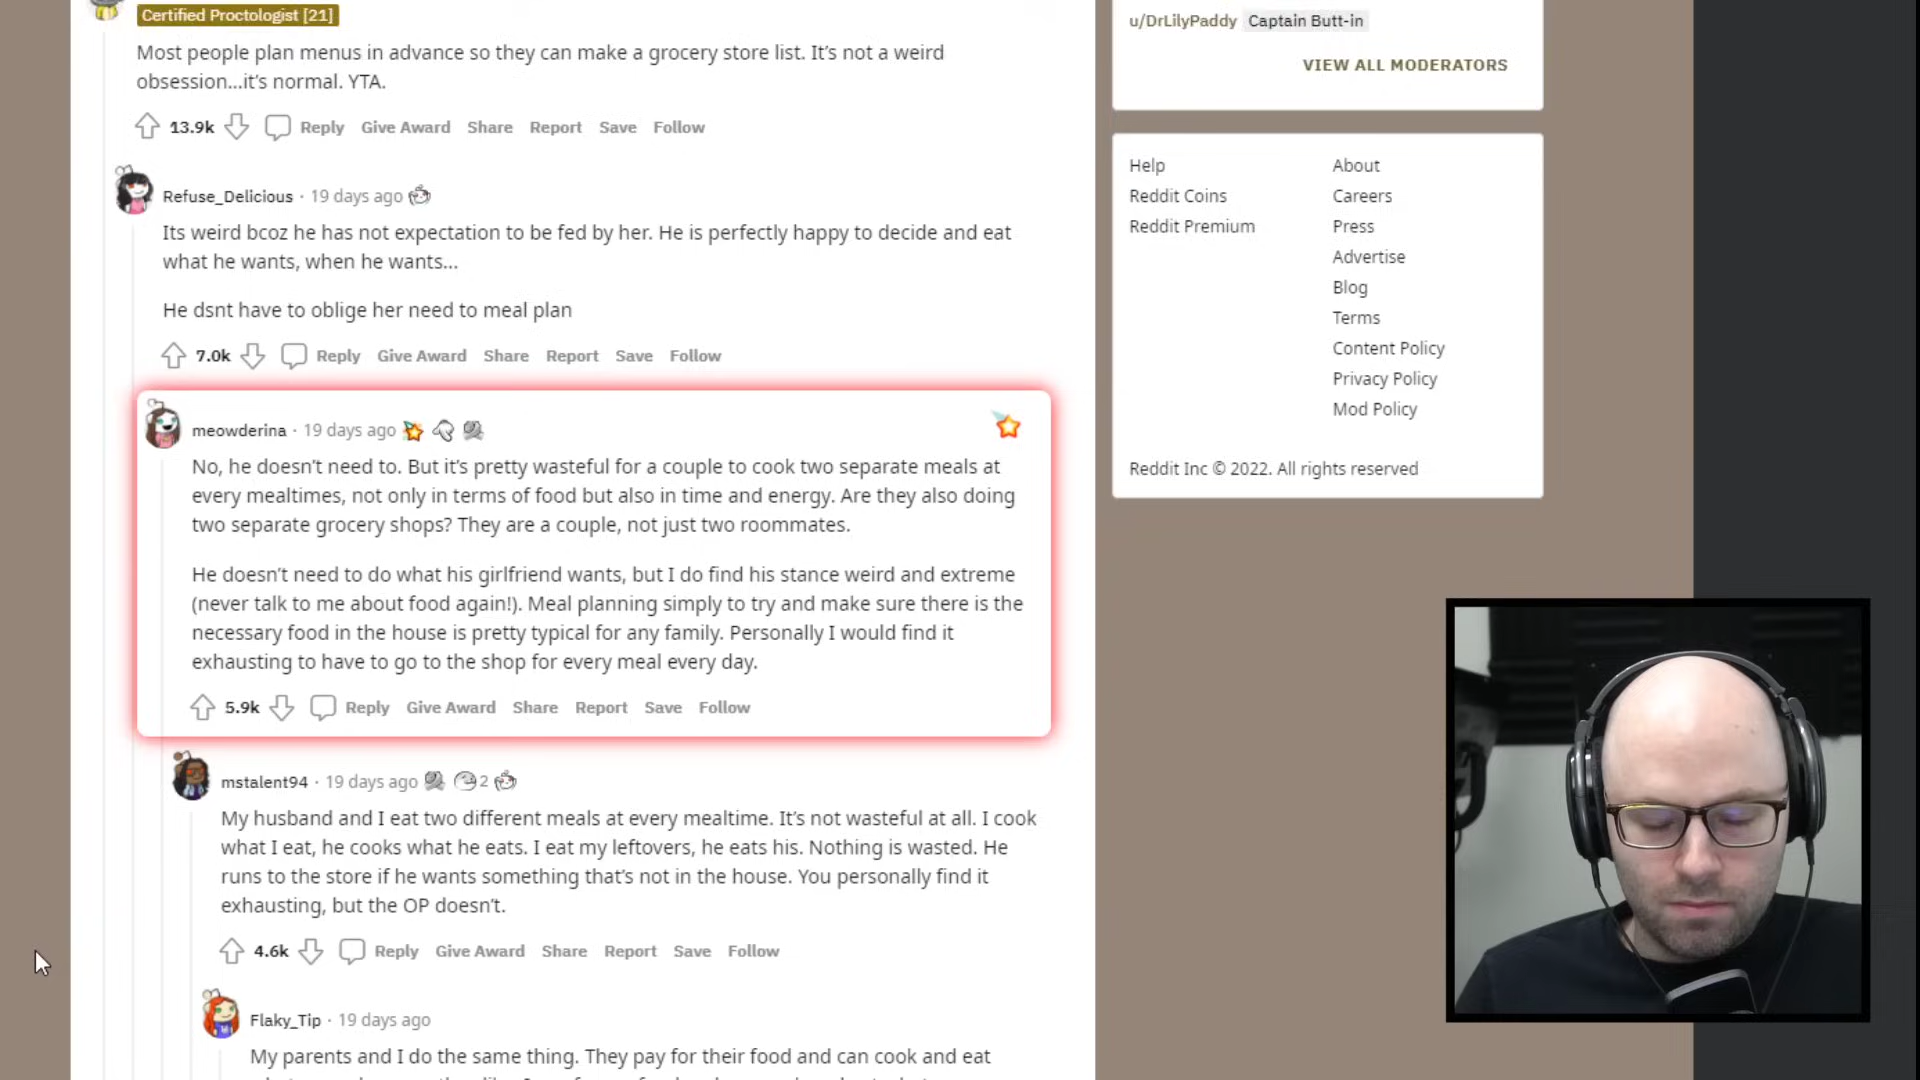 Certified Proctologist [21]
Most people plan menus in advance so they can make a grocery store list. It's not a weird
obsession...it's normal. YTA.
13.9k Reply Give Award Share Report Save Follow
Refuse_Delicious · 19 days ago
Its weird bcoz he has not expectation to be fed by her. He is perfectly happy to decide and eat
what he wants, when he wants...
He dsnt have to oblige her need to meal plan
7.0k Reply Give Award Share Report Save Follow
meowderina · 19 days ago
No, he doesn't need to. But it's pretty wasteful for a couple to cook two separate meals at
every mealtimes, not only in terms of food but also in time and energy. Are they also doing
two separate grocery shops? They are a couple, not just two roommates.
He doesn't need to do what his girlfriend wants, but I do find his stance weird and extreme
(never talk to me about food again!). Meal planning simply to try and make sure there is the
necessary food in the house is pretty typical for any family. Personally I would find it
exhausting to have to go to the shop for every meal every day.
5.9k Reply Give Award Share Report Save Follow
mstalent94 · 19 days ago 2
My husband and I eat two different meals at every mealtime. It's not wasteful at all. I cook
what I eat, he cooks what he eats. I eat my leftovers, he eats his. Nothing is wasted. He
runs to the store if he wants something that's not in the house. You personally find it
exhausting, but the OP doesn't.
4.6k Reply Give Award Share Report Save Follow
Flaky_Tip · 19 days ago
My parents and I do the same thing. They pay for their food and can cook and eat
u/DrLilyPaddy Captain Butt-in
VIEW ALL MODERATORS
Help
Reddit Coins
Reddit Premium
About
Careers
Press
Advertise
Blog
Terms
Content Policy
Privacy Policy
Mod Policy
Reddit Inc © 2022. All rights reserved